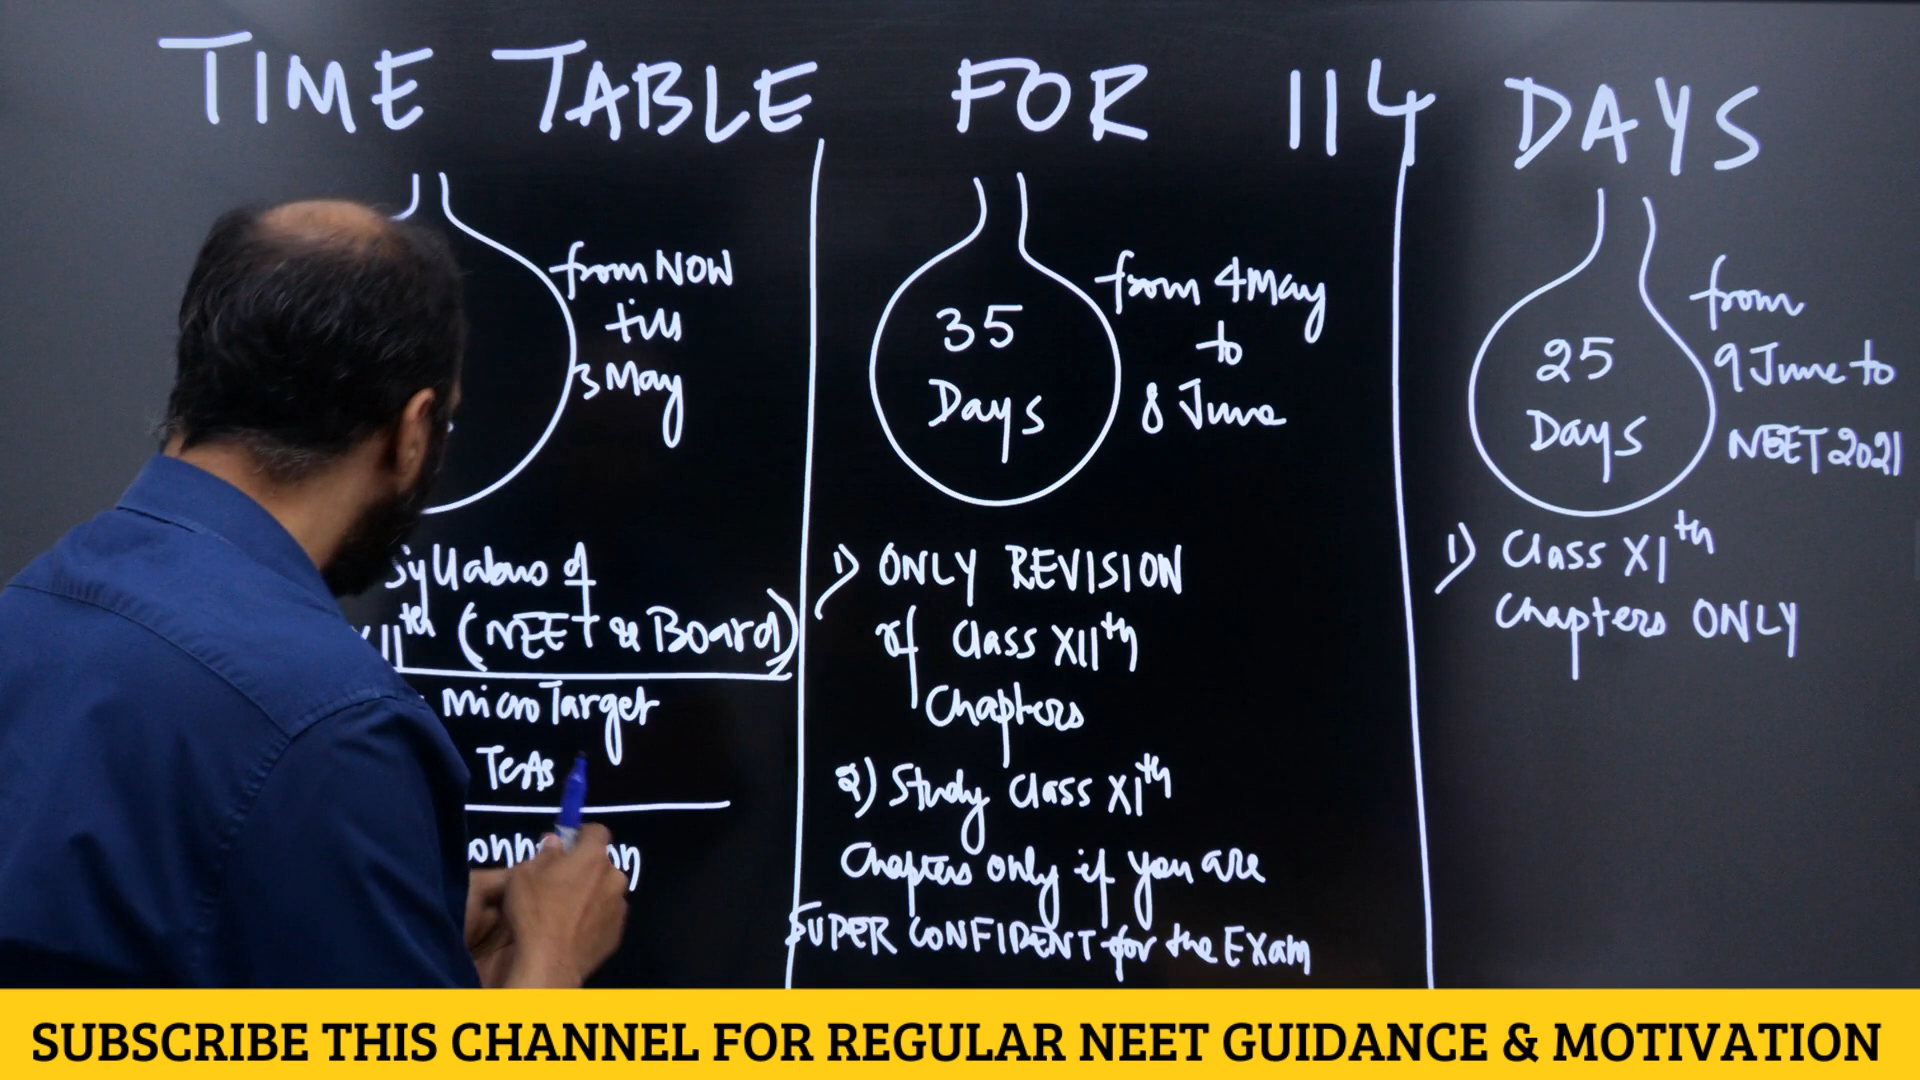 TIME TABLE FOR 114 DAYS
from NOW
till
3 May
Syllabus of
XIIth (NEET & Board)
Micro Target
Tests
35
Days
from 4 May
to
8 June
1) ONLY REVISION
of Class XIIth
Chapters
2) Study Class XIth
Chapters only if you are
SUPER CONFIDENT for the Exam
25
Days
from
9 June to
NEET 2021
1) Class XIth
Chapters ONLY
SUBSCRIBE THIS CHANNEL FOR REGULAR NEET GUIDANCE & MOTIVATION